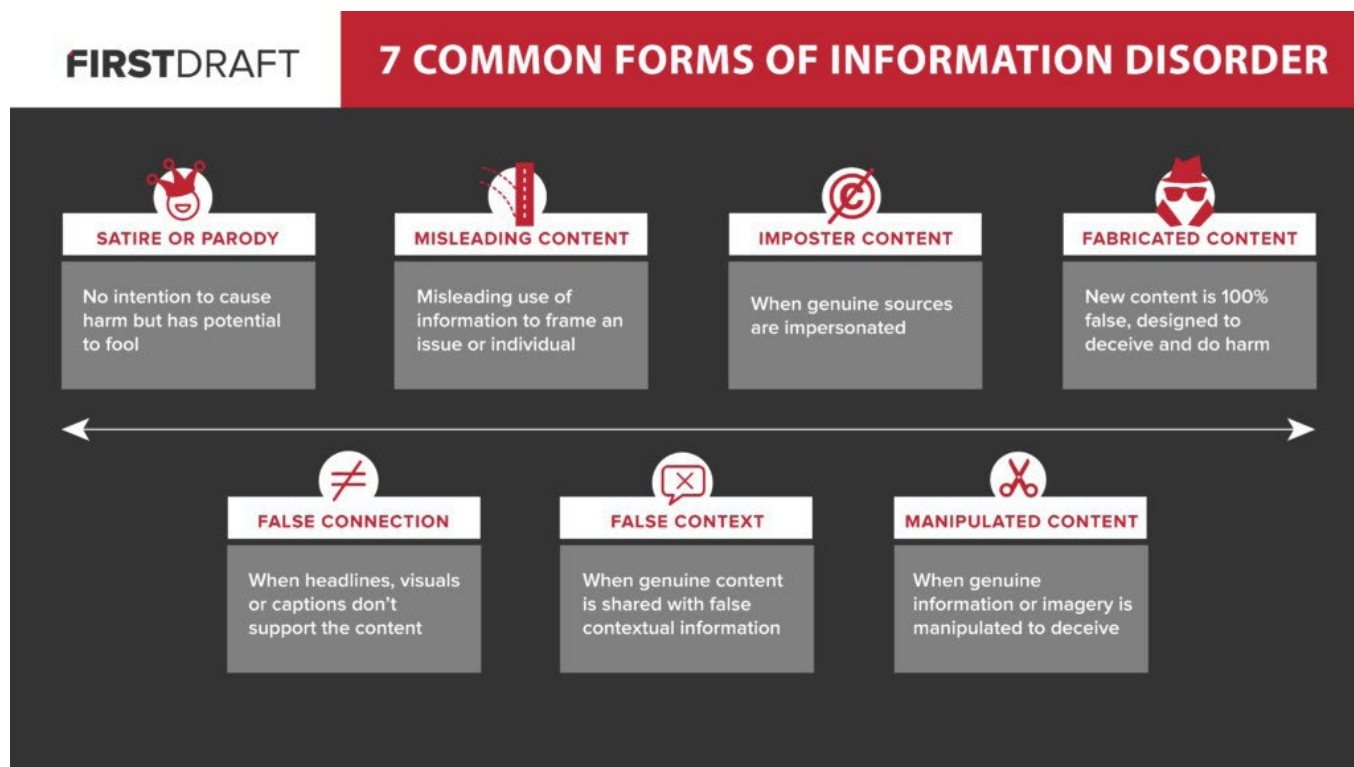 FIRSTDRAFT
7 COMMON FORMS OF INFORMATION DISORDER
SATIRE OR PARODY
No intention to cause
harm but has potential
to fool
MISLEADING CONTENT
Misleading use of
information to frame an
issue or individual
IMPOSTER CONTENT
When genuine sources
are impersonated
FABRICATED CONTENT
New content is 100%
false, designed to
deceive and do harm
FALSE CONNECTION
When headlines, visuals
or captions don’t
support the content
FALSE CONTEXT
When genuine content
is shared with false
contextual information
MANIPULATED CONTENT
When genuine
information or imagery is
manipulated to deceive